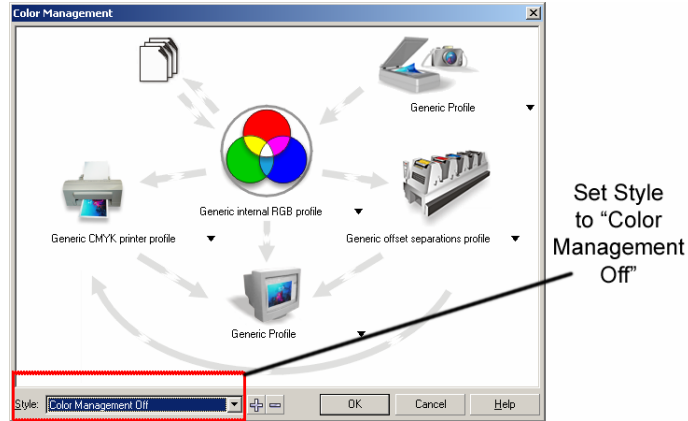 Color Management
Generic Profile
Generic internal RGB profile
Generic CMYK printer profile
Generic offset separations profile
Generic Profile
Set Style
to “Color
Management
Off”
Style: Color Management Off
OK
Cancel
Help